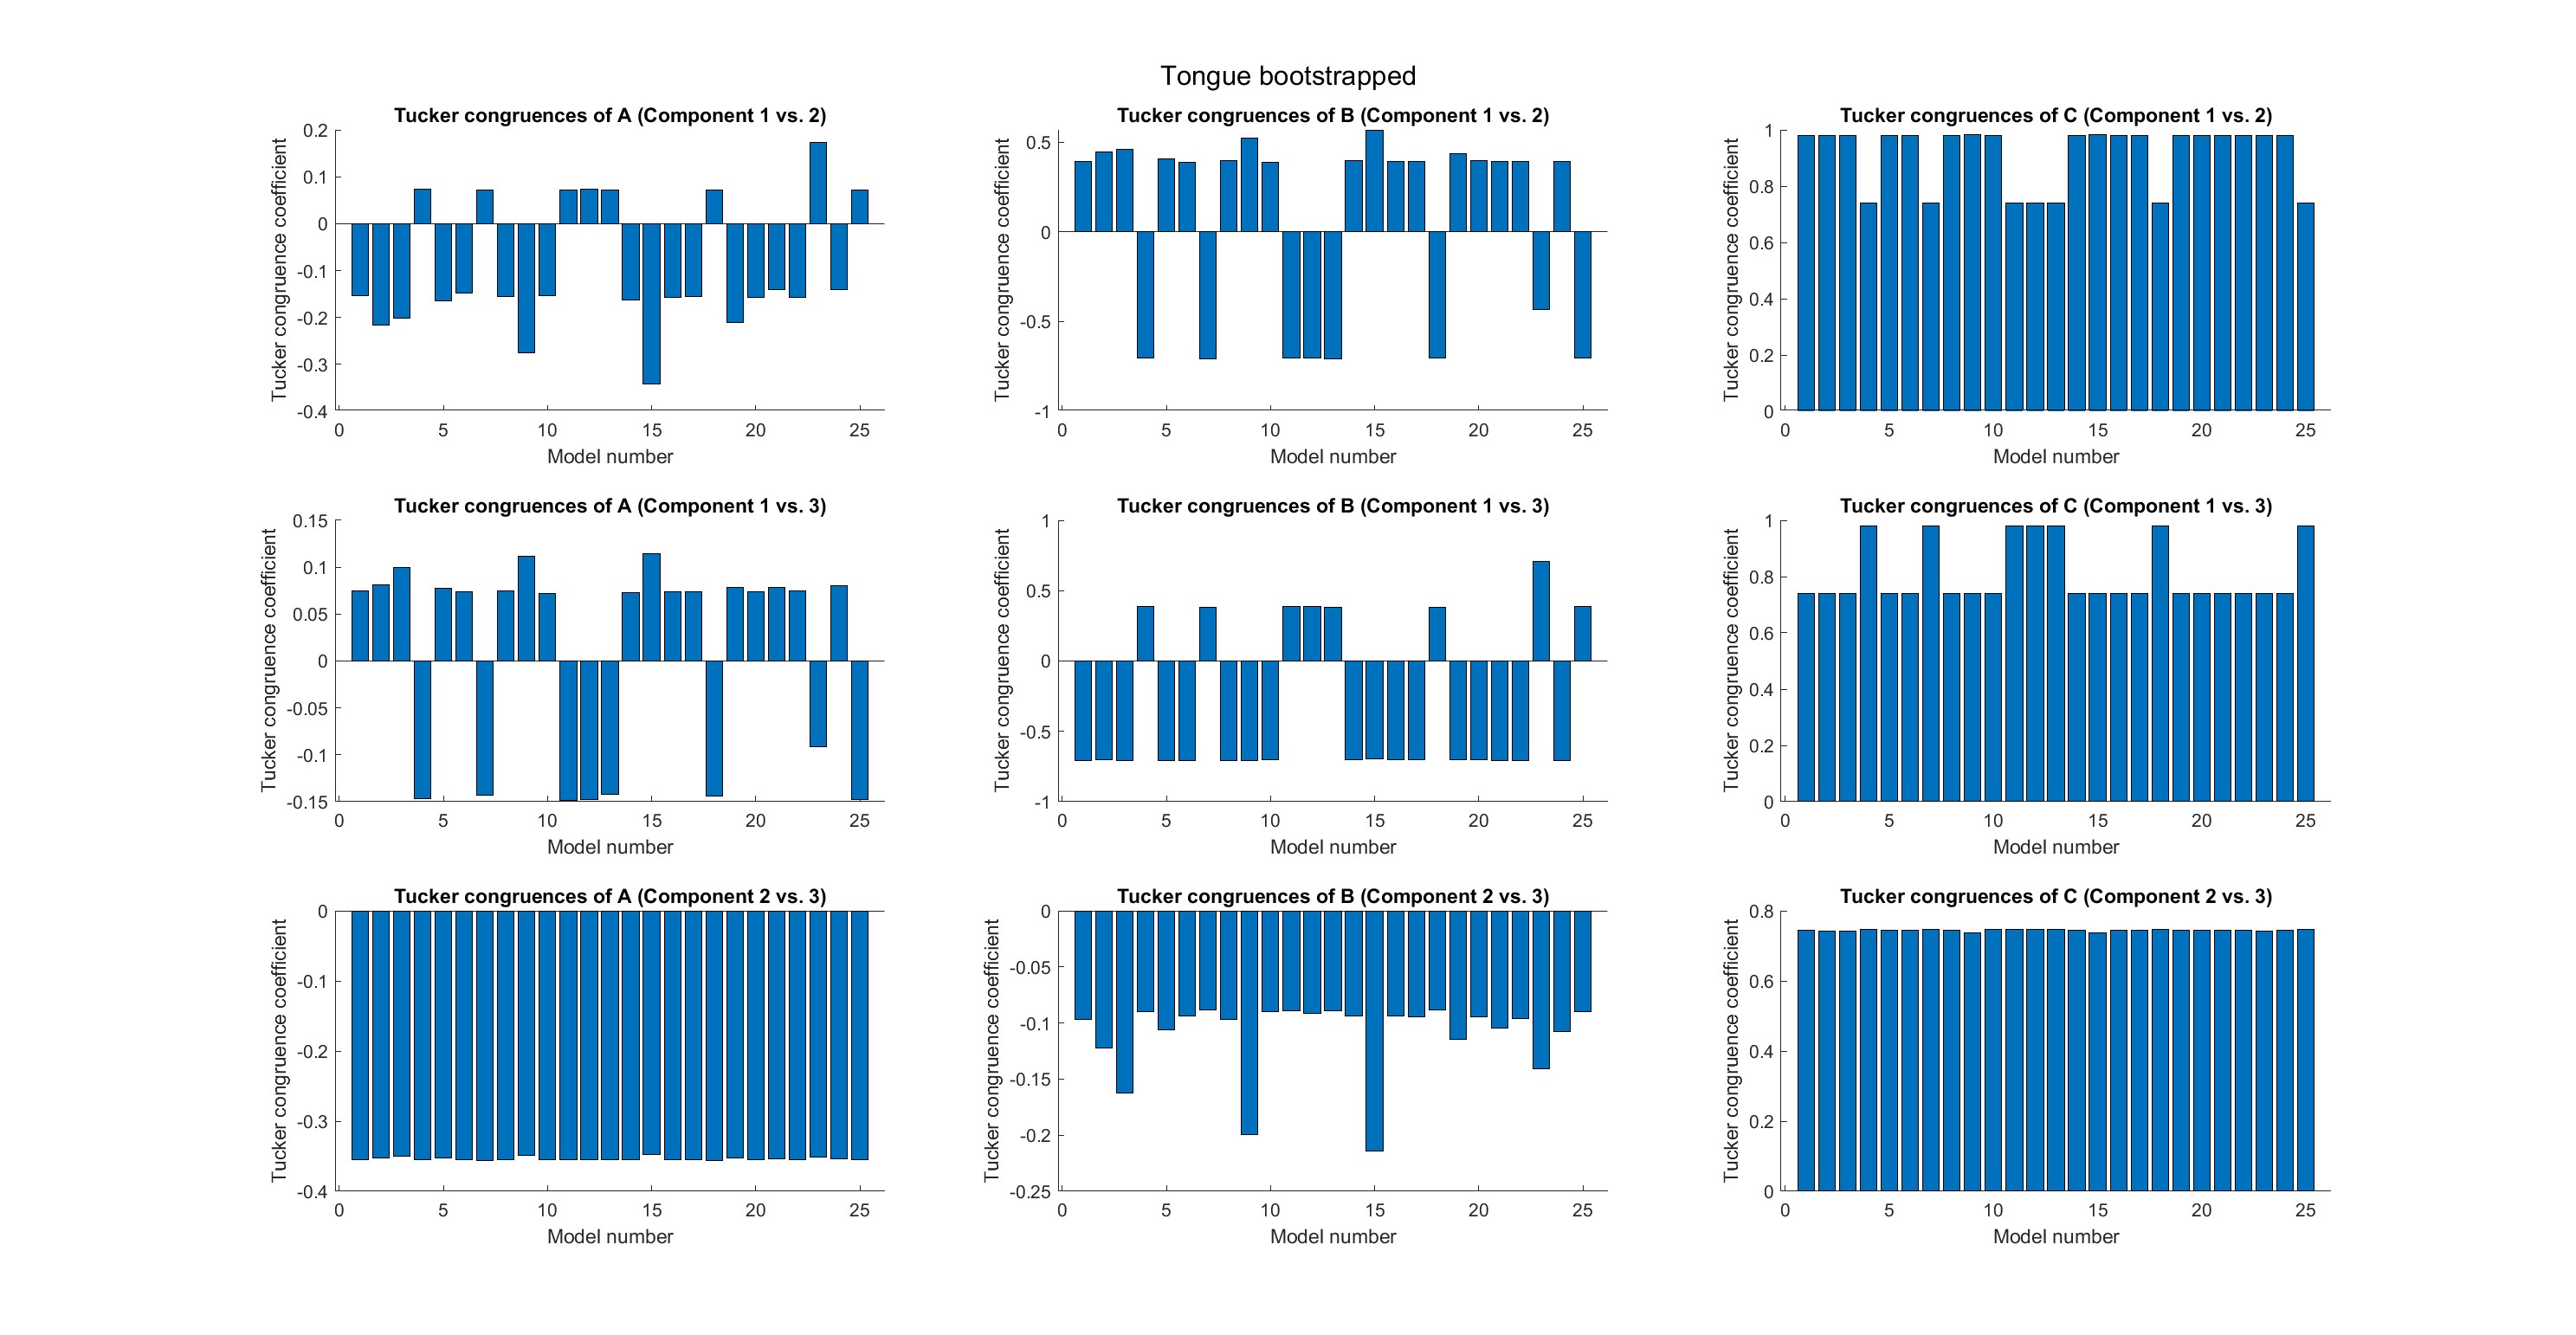 Tongue bootstrapped
Tucker congruences of A (Component 1 vs. 2)
Tucker congruence coefficient
0.2
0.1
0
-0.1
-0.2
-0.3
-0.4
0 5 10 15 20 25
Model number
Tucker congruences of B (Component 1 vs. 2)
Tucker congruence coefficient
0.5
0
-0.5
-1
0 5 10 15 20 25
Model number
Tucker congruences of C (Component 1 vs. 2)
Tucker congruence coefficient
1
0.8
0.6
0.4
0.2
0
0 5 10 15 20 25
Model number
Tucker congruences of A (Component 1 vs. 3)
Tucker congruence coefficient
0.15
0.1
0.05
0
-0.05
-0.1
-0.15
0 5 10 15 20 25
Model number
Tucker congruences of B (Component 1 vs. 3)
Tucker congruence coefficient
1
0.5
0
-0.5
-1
0 5 10 15 20 25
Model number
Tucker congruences of C (Component 1 vs. 3)
Tucker congruence coefficient
1
0.8
0.6
0.4
0.2
0
0 5 10 15 20 25
Model number
Tucker congruences of A (Component 2 vs. 3)
Tucker congruence coefficient
0
-0.1
-0.2
-0.3
-0.4
0 5 10 15 20 25
Model number
Tucker congruences of B (Component 2 vs. 3)
Tucker congruence coefficient
0
-0.05
-0.1
-0.15
-0.2
-0.25
0 5 10 15 20 25
Model number
Tucker congruences of C (Component 2 vs. 3)
Tucker congruence coefficient
0.8
0.6
0.4
0.2
0
0 5 10 15 20 25
Model number